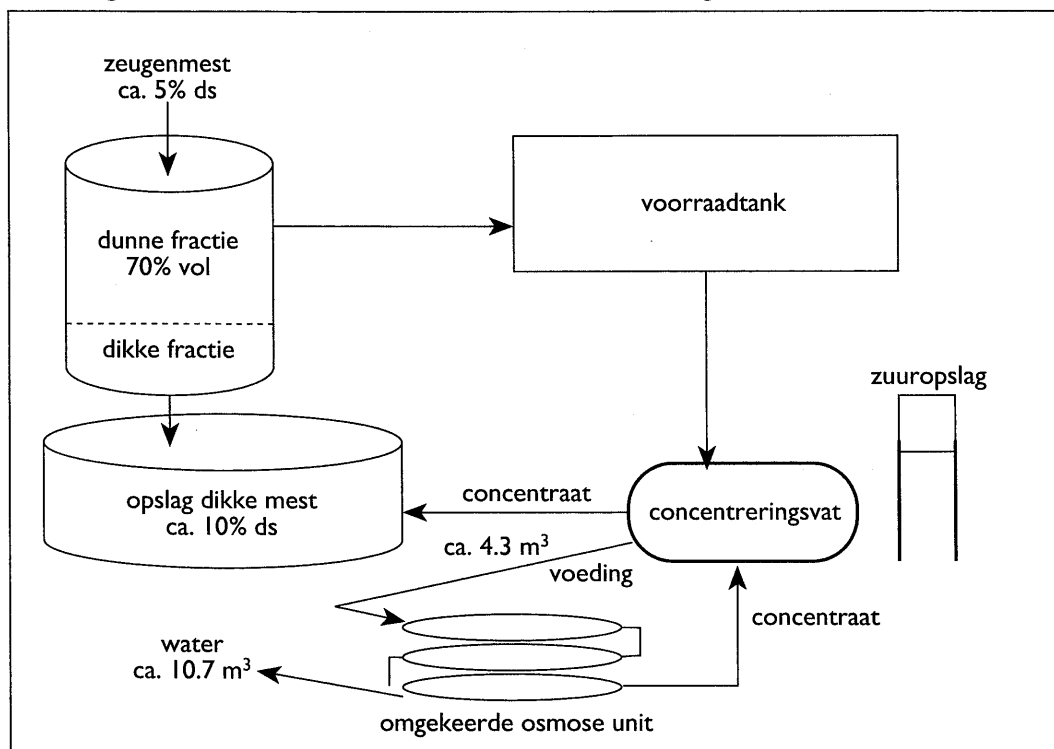 zeugenmest
ca. 5% ds
dunne fractie
70% vol
dikke fractie
voorraadtank
zuuropslag
opslag dikke mest
ca. 10% ds
concentraat
ca. 4.3 m³
concentreringsvat
voeding
concentraat
water
ca. 10.7 m³
omgekeerde osmose unit